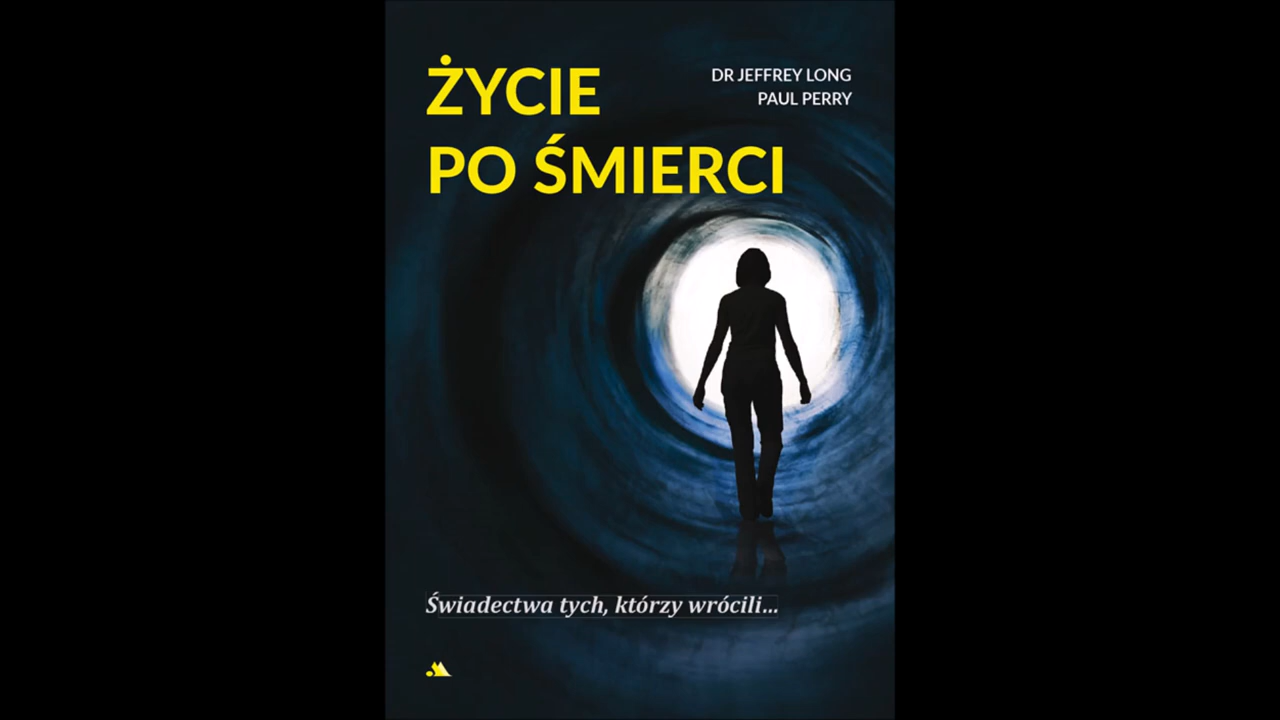 ŻYCIE
PO ŚMIERCI
DR JEFFREY LONG
PAUL PERRY
Świadectwa tych, którzy wrócili...